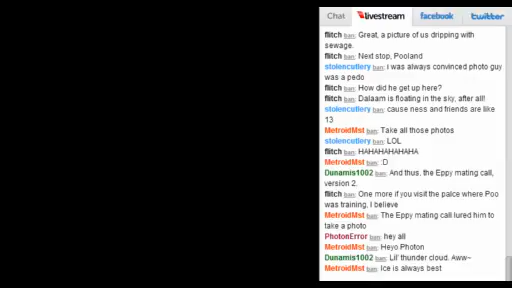 Chat livestream facebook twitter
flitch ban: Great, a picture of us dripping with
sewage.
flitch ban: Next stop, Pooland
stolencutlery ban: i was always convinced photo guy
was a pedo
flitch ban: How did he get up here?
flitch ban: Dalaam is floating in the sky, after all!
stolencutlery ban: cause ness and friends are like
13
MetroidMst ban: Take all those photos
stolencutlery ban: LOL
flitch ban: HAHAHAHAHAHA
MetroidMst ban: :D
Dunamis1002 ban: And thus, the Eppy mating call,
version 2.
flitch ban: One more if you visit the palce where Poo
was training, I believe
MetroidMst ban: The Eppy mating call lured him to
take a photo
PhotonError ban: hey all
MetroidMst ban: Heyo Photon
Dunamis1002 ban: Lil' thunder cloud. Aww~
MetroidMst ban: Ice is always best